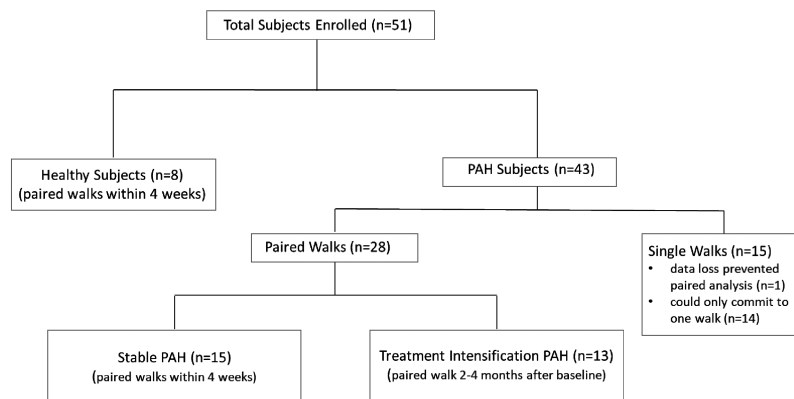 Total Subjects Enrolled (n=51)
Healthy Subjects (n=8)
(paired walks within 4 weeks)
PAH Subjects (n=43)
Paired Walks (n=28)
Single Walks (n=15)
• data loss prevented
paired analysis (n=1)
• could only commit to
one walk (n=14)
Stable PAH (n=15)
(paired walks within 4 weeks)
Treatment Intensification PAH (n=13)
(paired walk 2-4 months after baseline)